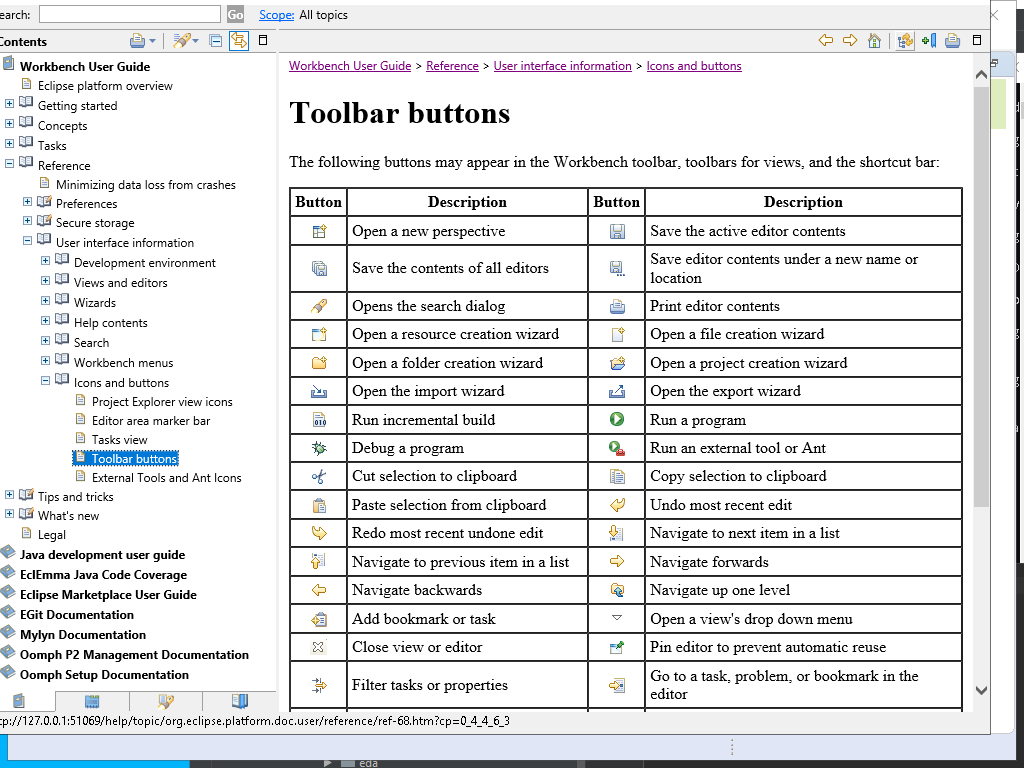 earch:
Go
Scope: All topics
Contents
Workbench User Guide
Eclipse platform overview
Getting started
Concepts
Tasks
Reference
Minimizing data loss from crashes
Preferences
Secure storage
User interface information
Development environment
Views and editors
Wizards
Help contents
Search
Workbench menus
Icons and buttons
Project Explorer view icons
Editor area marker bar
Tasks view
Toolbar buttons
External Tools and Ant Icons
Tips and tricks
What's new
Legal
Java development user guide
EclEmma Java Code Coverage
Eclipse Marketplace User Guide
EGit Documentation
Mylyn Documentation
Oomph P2 Management Documentation
Oomph Setup Documentation
Workbench User Guide > Reference > User interface information > Icons and buttons
Toolbar buttons
The following buttons may appear in the Workbench toolbar, toolbars for views, and the shortcut bar:
Button Description Button Description
Open a new perspective Save the active editor contents
Save the contents of all editors Save editor contents under a new name or
location
Opens the search dialog Print editor contents
Open a resource creation wizard Open a file creation wizard
Open a folder creation wizard Open a project creation wizard
Open the import wizard Open the export wizard
Run incremental build Run a program
Debug a program Run an external tool or Ant
Cut selection to clipboard Copy selection to clipboard
Paste selection from clipboard Undo most recent edit
Redo most recent undone edit Navigate to next item in a list
Navigate to previous item in a list Navigate forwards
Navigate backwards Navigate up one level
Add bookmark or task Open a view's drop down menu
Close view or editor Pin editor to prevent automatic reuse
Filter tasks or properties Go to a task, problem, or bookmark in the
editor
cp://127.0.0.1:51069/help/topic/org.eclipse.platform.doc.user/reference/ref-68.htm?cp=0_4_4_6_3
eda